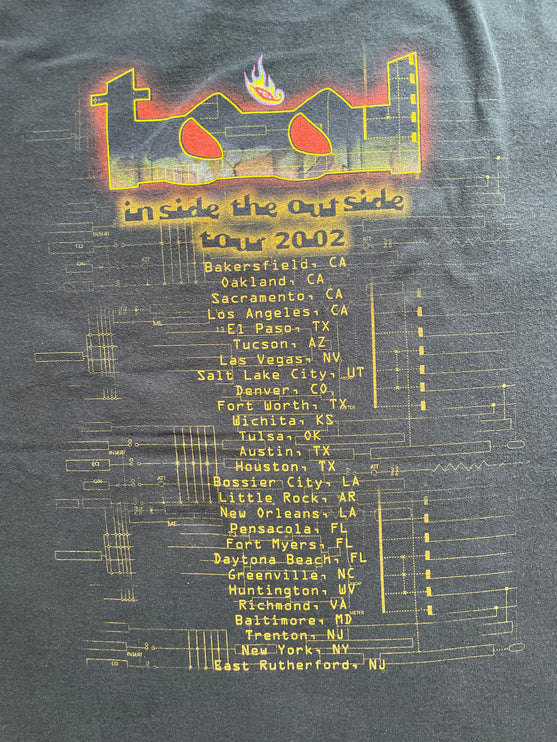 tool
inside the outside
tour 2002
Bakersfield, CA
Oakland, CA
Sacramento, CA
Los Angeles, CA
El Paso, TX
Tucson, AZ
Las Vegas, NV
Salt Lake City, UT
Denver, CO,
Fort Worth, TX
Wichita, KS
Tulsa, OK
Austin, TX
Houston, TX
Bossier City, LA
Little Rock, AR
New Orleans, LA
Pensacola, FL
Fort Myers, FL
Daytona Beach, FL
Greenville, NC
Huntington, WV
Richmond, VA
Baltimore, MD
Trenton, NJ
New York, NY
East Rutherford, NJ